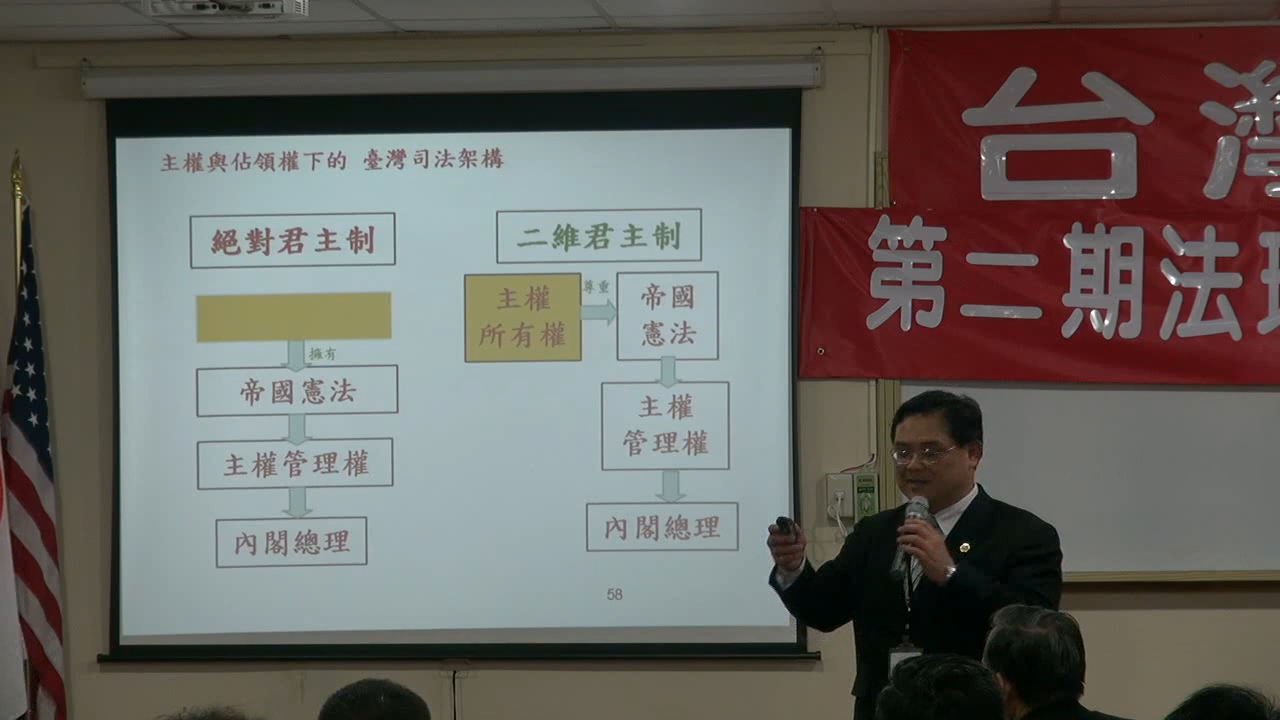 主權與佔領權下的 臺灣司法架構
絕對君主制
擁有
帝國憲法
主權管理權
內閣總理
二維君主制
主權
所有權
尊重
帝國
憲法
主權
管理權
內閣總理
58
台灣
第二期法理